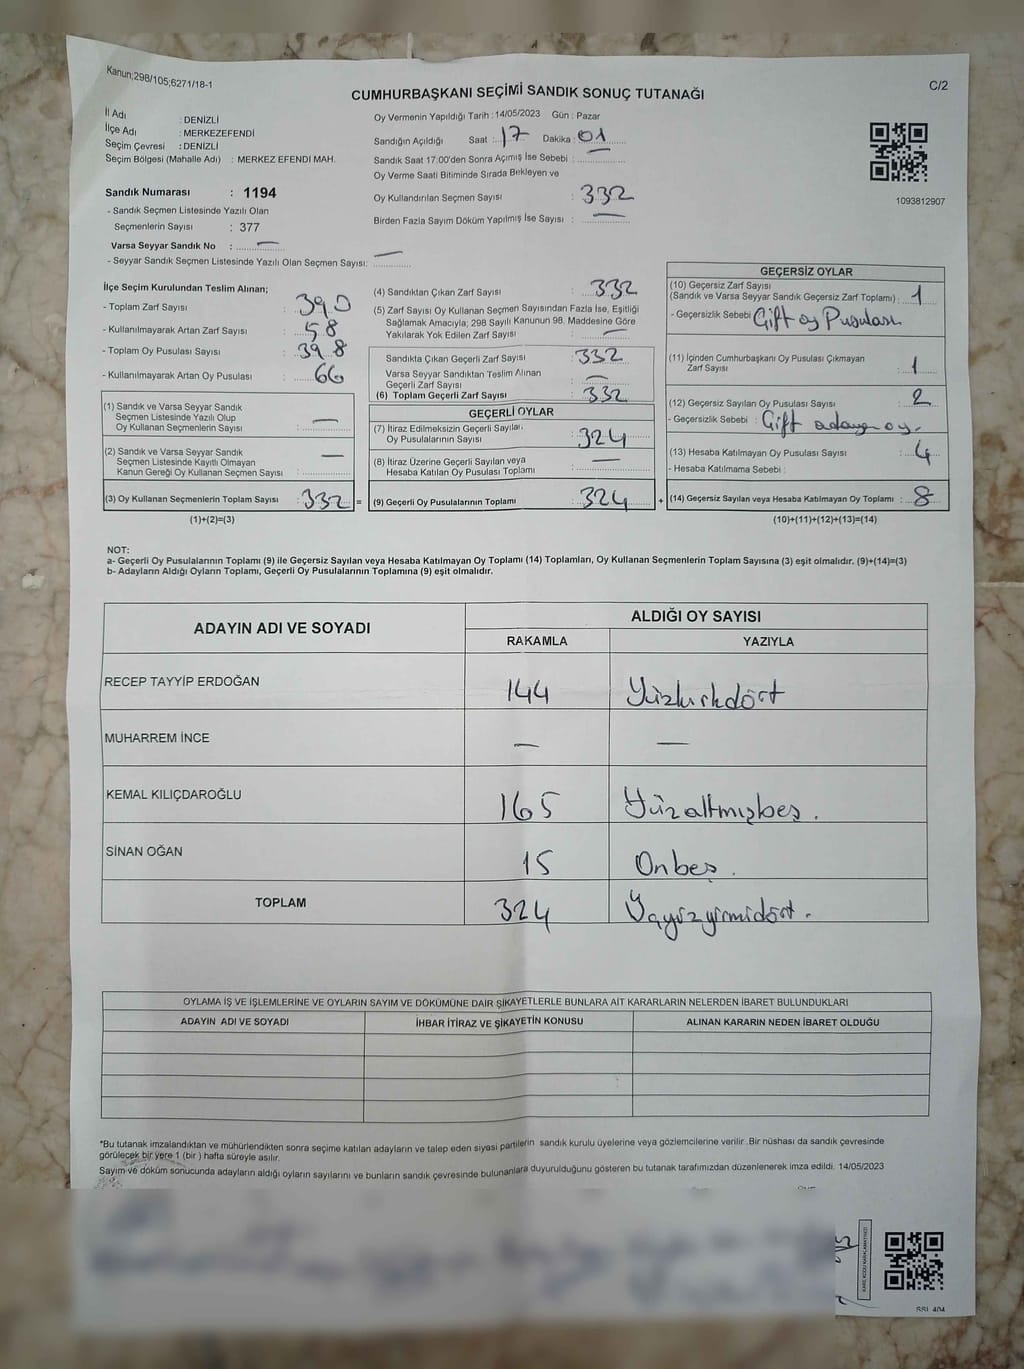 Kanun;298/105;6271/18-1
C/2
CUMHURBAŞKANI SEÇİMİ SANDIK SONUÇ TUTANAĞI
İl Adı : DENİZLİ
İlçe Adı : MERKEZEFENDİ
Seçim Çevresi : DENİZLİ
Seçim Bölgesi (Mahalle Adı) : MERKEZ EFENDİ MAH.
Sandık Numarası : 1194
- Sandık Seçmen Listesinde Yazılı Olan
Seçmenlerin Sayısı : 377
Varsa Seyyar Sandık No : —
- Seyyar Sandık Seçmen Listesinde Yazılı Olan Seçmen Sayısı: —
Oy Vermenin Yapıldığı Tarih : 14/05/2023 Gün : Pazar
Sandığın Açıldığı Saat : 17 Dakika : 01
Sandık Saat 17:00'den Sonra Açımış İse Sebebi : —
Oy Verme Saati Bitiminde Sırada Bekleyen ve
Oy Kullandırılan Seçmen Sayısı : 332
Birden Fazla Sayım Döküm Yapılmış İse Sayısı : —
1093812907
İlçe Seçim Kurulundan Teslim Alınan;
- Toplam Zarf Sayısı : 390
- Kullanılmayarak Artan Zarf Sayısı : 58
- Toplam Oy Pusulası Sayısı : 398
- Kullanılmayarak Artan Oy Pusulası : 66
(1) Sandık ve Varsa Seyyar Sandık
Seçmen Listesinde Yazılı Olup
Oy Kullanan Seçmenlerin Sayısı : —
(2) Sandık ve Varsa Seyyar Sandık
Seçmen Listesinde Kayıtlı Olmayan
Kanun Gereği Oy Kullanan Seçmen Sayısı : —
(3) Oy Kullanan Seçmenlerin Toplam Sayısı : 332 =
(1)+(2)=(3)
(4) Sandıktan Çıkan Zarf Sayısı : 332
(5) Zarf Sayısı Oy Kullanan Seçmen Sayısından Fazla İse, Eşitliği
Sağlamak Amacıyla; 298 Sayılı Kanunun 98. Maddesine Göre
Yakılarak Yok Edilen Zarf Sayısı : —
Sandıkta Çıkan Geçerli Zarf Sayısı : 332
Varsa Seyyar Sandıktan Teslim Alınan
Geçerli Zarf Sayısı : —
(6) Toplam Geçerli Zarf Sayısı : 332
GEÇERLİ OYLAR
(7) İtiraz Edilmeksizin Geçerli Sayılan
Oy Pusulalarının Sayısı : 324
(8) İtiraz Üzerine Geçerli Sayılan veya
Hesaba Katılan Oy Pusulası Toplamı : —
(9) Geçerli Oy Pusulalarının Toplamı : 324 +
GEÇERSİZ OYLAR
(10) Geçersiz Zarf Sayısı
(Sandık ve Varsa Seyyar Sandık Geçersiz Zarf Toplamı) : 1
- Geçersizlik Sebebi : Çift oy Pusulası
(11) İçinden Cumhurbaşkanı Oy Pusulası Çıkmayan
Zarf Sayısı : 1
(12) Geçersiz Sayılan Oy Pusulası Sayısı : 2
- Geçersizlik Sebebi : Çift adaya oy.
(13) Hesaba Katılmayan Oy Pusulası Sayısı : 4
- Hesaba Katılmama Sebebi :
(14) Geçersiz Sayılan veya Hesaba Katılmayan Oy Toplamı : 8
(10)+(11)+(12)+(13)=(14)
NOT:
a- Geçerli Oy Pusulalarının Toplamı (9) ile Geçersiz Sayılan veya Hesaba Katılmayan Oy Toplamı (14) Toplamları, Oy Kullanan Seçmenlerin Toplam Sayısına (3) eşit olmalıdır. (9)+(14)=(3)
b- Adayların Aldığı Oyların Toplamı, Geçerli Oy Pusulalarının Toplamına (9) eşit olmalıdır.
ADAYIN ADI VE SOYADI
ALDIĞI OY SAYISI
RAKAMLA YAZIYLA
RECEP TAYYİP ERDOĞAN 144 Yüzkırkdört
MUHARREM İNCE — —
KEMAL KILIÇDAROĞLU 165 Yüzaltmışbeş.
SİNAN OĞAN 15 Onbeş.
TOPLAM 324 Üçyüzyirmidört.
OYLAMA İŞ VE İŞLEMLERİNE VE OYLARIN SAYIM VE DÖKÜMÜNE DAİR ŞİKAYETLERLE BUNLARA AİT KARARLARIN NELERDEN İBARET BULUNDUKLARI
ADAYIN ADI VE SOYADI İHBAR İTİRAZ VE ŞİKAYETİN KONUSU ALINAN KARARIN NEDEN İBARET OLDUĞU
*Bu tutanak imzalandıktan ve mühürlendikten sonra seçime katılan adayların ve talep eden siyasi partilerin sandık kurulu üyelerine veya gözlemcilerine verilir .Bir nüshası da sandık çevresinde
görülecek bir yere 1 (bir ) hafta süreyle asılır.
Sayım ve döküm sonucunda adayların aldığı oyların sayılarını ve bunların sandık çevresinde bulunanlara duyurulduğunu gösteren bu tutanak tarafımızdan düzenlenerek imza edildi. 14/05/2023